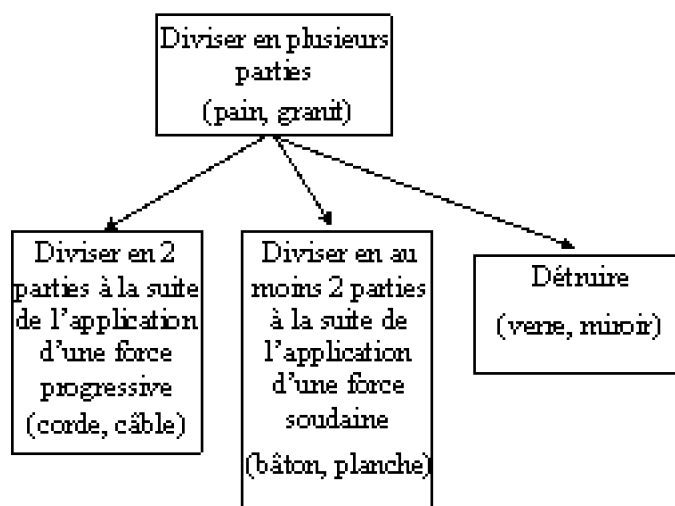 Diviser en plusieurs
parties
(pain, granit)
Diviser en 2
parties à la suite
de l'application
d'une force
progressive
(corde, câble)
Diviser en au
moins 2 parties
à la suite de
l'application
d'une force
soudaine
(bâton, planche)
Détruire
(verre, miroir)